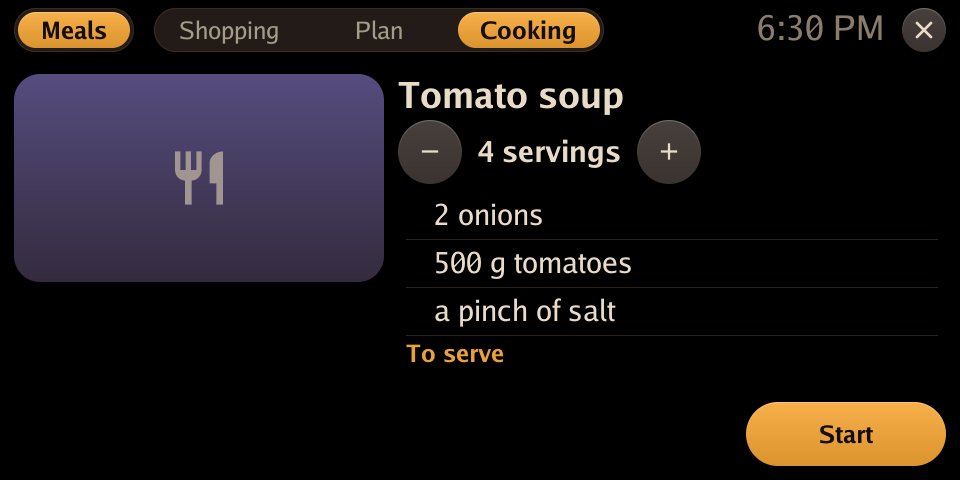 Meals
Shopping
Plan
Cooking
6:30 PM
Tomato soup
− 4 servings +
2 onions
500 g tomatoes
a pinch of salt
To serve
Start